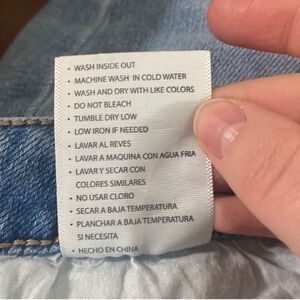 • WASH INSIDE OUT
• MACHINE WASH IN COLD WATER
• WASH AND DRY WITH LIKE COLORS
• DO NOT BLEACH
• TUMBLE DRY LOW
• LOW IRON IF NEEDED
• LAVAR AL REVES
• LAVAR A MAQUINA CON AGUA FRIA
• LAVAR Y SECAR CON
COLORES SIMILARES
• NO USAR CLORO
• SECAR A BAJA TEMPERATURA
• PLANCHAR A BAJA TEMPERATURA
SI NECESITA
• HECHO EN CHINA